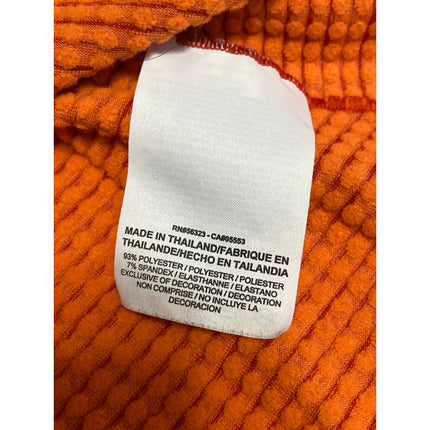 RN#56323 - CA#05553
MADE IN THAILAND/FABRIQUE EN
THAILANDE/HECHO EN TAILANDIA
93% POLYESTER / POLYESTER / POLIESTER
7% SPANDEX / ELASTHANNE / ELASTANO
EXCLUSIVE OF DECORATION / DECORATION
NON COMPRISE / NO INCLUYE LA
DECORACION